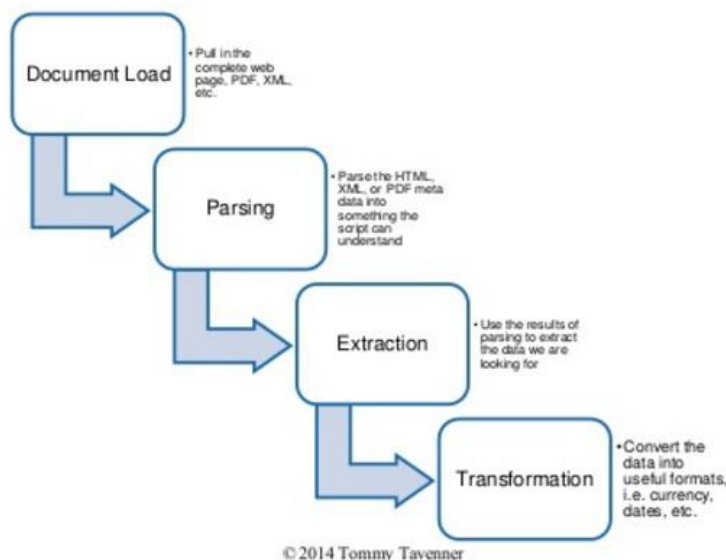 Document Load
• Pull in the
complete web
page, PDF, XML,
etc.
Parsing
• Parse the HTML,
XML, or PDF meta
data into
something the
script can
understand
Extraction
• Use the results of
parsing to extract
the data we are
looking for
Transformation
• Convert the
data into
useful formats,
i.e. currency,
dates, etc.
© 2014 Tommy Tavenner